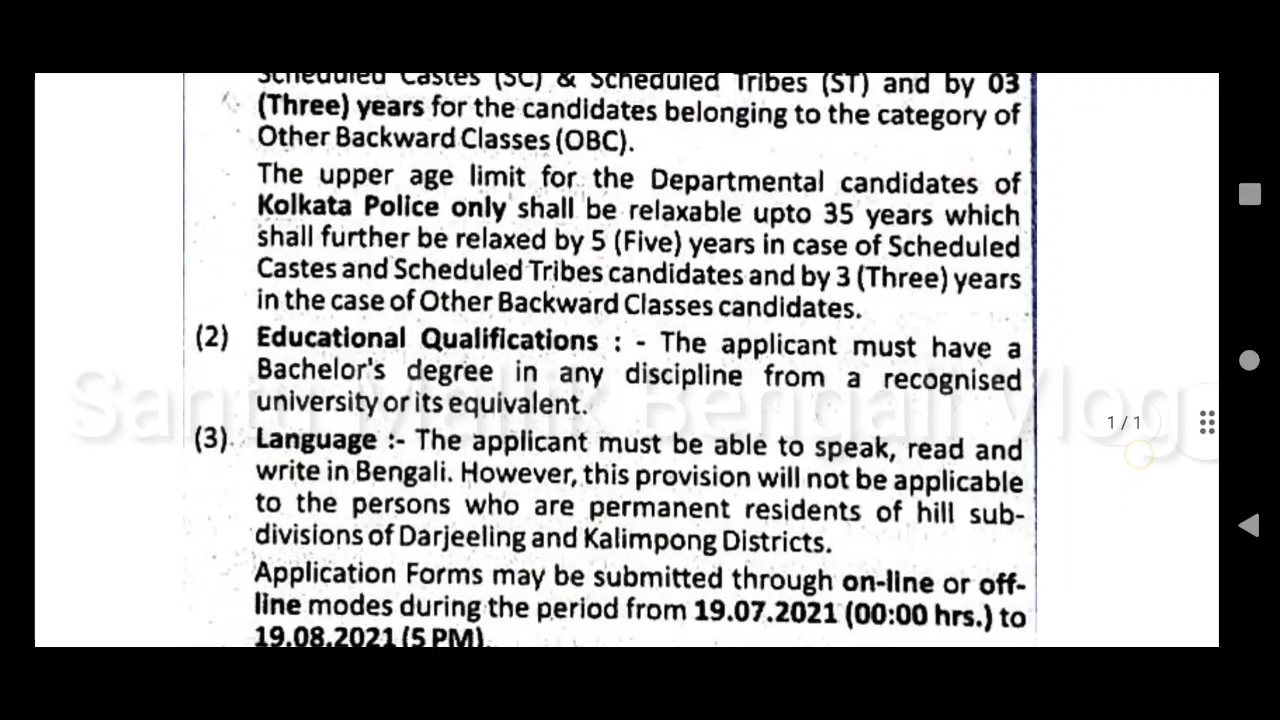 Scheduled Castes (SC) & Scheduled Tribes (ST) and by 03
(Three) years for the candidates belonging to the category of
Other Backward Classes (OBC).
The upper age limit for the Departmental candidates of
Kolkata Police only shall be relaxable upto 35 years which
shall further be relaxed by 5 (Five) years in case of Scheduled
Castes and Scheduled Tribes candidates and by 3 (Three) years
in the case of Other Backward Classes candidates.
(2) Educational Qualifications : - The applicant must have a
Bachelor's degree in any discipline from a recognised
university or its equivalent.
(3) Language :- The applicant must be able to speak, read and
write in Bengali. However, this provision will not be applicable
to the persons who are permanent residents of hill sub-
divisions of Darjeeling and Kalimpong Districts.
Application Forms may be submitted through on-line or off-
line modes during the period from 19.07.2021 (00:00 hrs.) to
19.08.2021 (5 PM).
Mallik Bengali Vlog
1 / 1